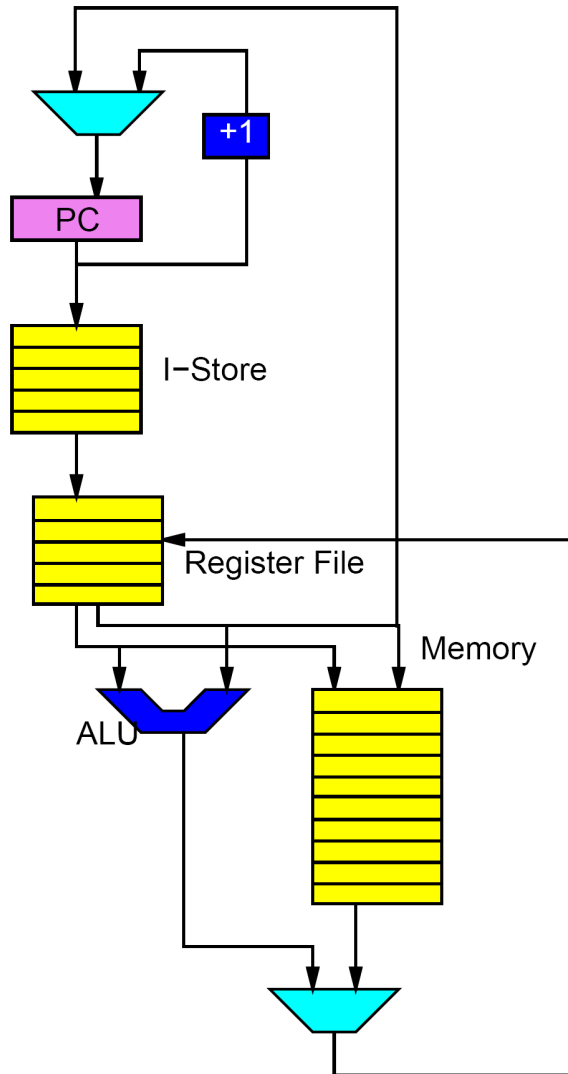 +1
PC
I−Store
Register File
Memory
ALU